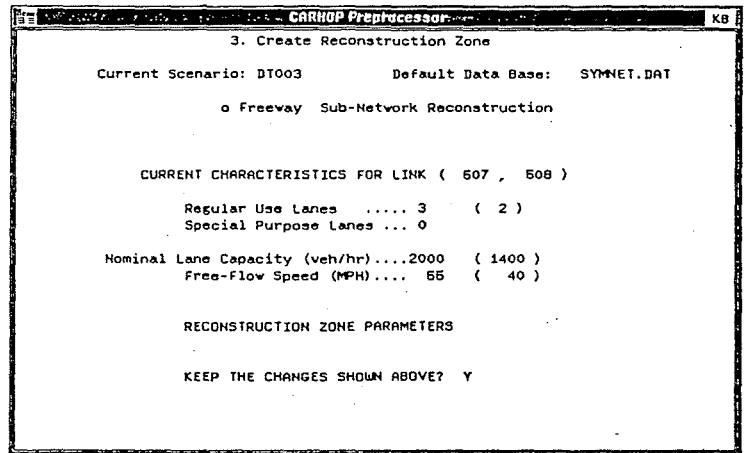 CARHOP Preprocessor
KB
3. Create Reconstruction Zone
Current Scenario: DT003 Default Data Base: SYMNET.DAT
o Freeway Sub-Network Reconstruction
CURRENT CHARACTERISTICS FOR LINK ( 507 , 508 )
Regular Use Lanes ..... 3 ( 2 )
Special Purpose Lanes ... 0
Nominal Lane Capacity (veh/hr)....2000 ( 1400 )
Free-Flow Speed (MPH).... 55 ( 40 )
RECONSTRUCTION ZONE PARAMETERS
KEEP THE CHANGES SHOWN ABOVE? Y